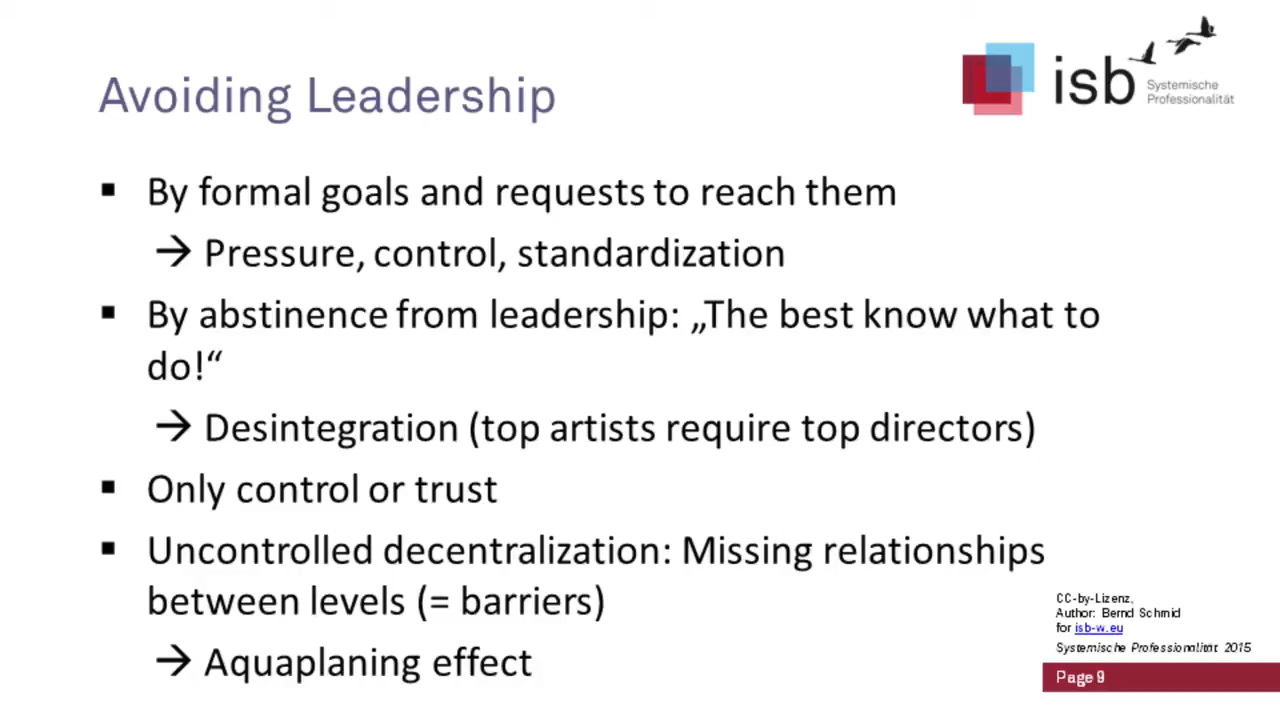 Avoiding Leadership
isb
Systemische
Professionalität
▪ By formal goals and requests to reach them
→ Pressure, control, standardization
▪ By abstinence from leadership: „The best know what to
do!“
→ Desintegration (top artists require top directors)
▪ Only control or trust
▪ Uncontrolled decentralization: Missing relationships
between levels (= barriers)
→ Aquaplaning effect
CC-by-Lizenz,
Author: Bernd Schmid
for isb-w.eu
Systemische Professionalität 2015
Page 9